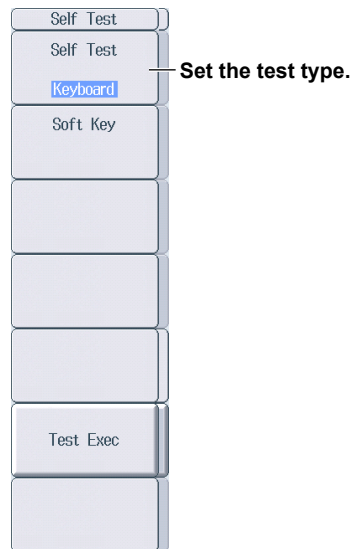 Self Test
Self Test
Set the test type.
Keyboard
Soft Key
Test Exec